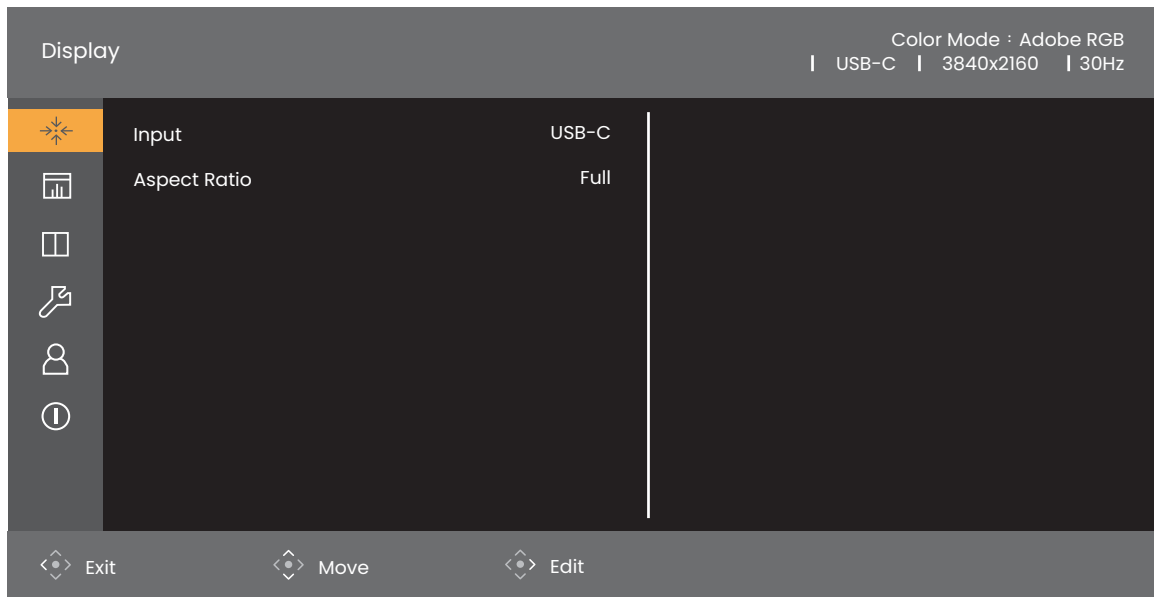 Display
Color Mode : Adobe RGB
| USB-C | 3840x2160 | 30Hz
Input USB-C
Aspect Ratio Full
Exit Move Edit